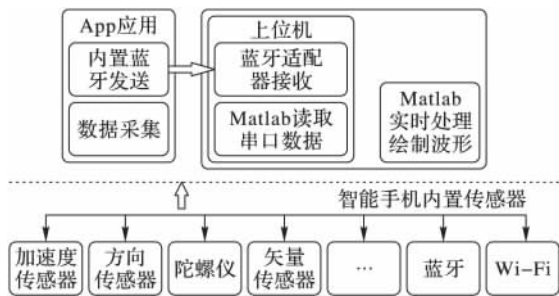 App应用
内置蓝
牙发送
数据采集
上位机
蓝牙适配
器接收
Matlab读取
串口数据
Matlab
实时处理
绘制波形
智能手机内置传感器
加速度
传感器
方向
传感器
陀螺仪
矢量
传感器
…
蓝牙
Wi-Fi